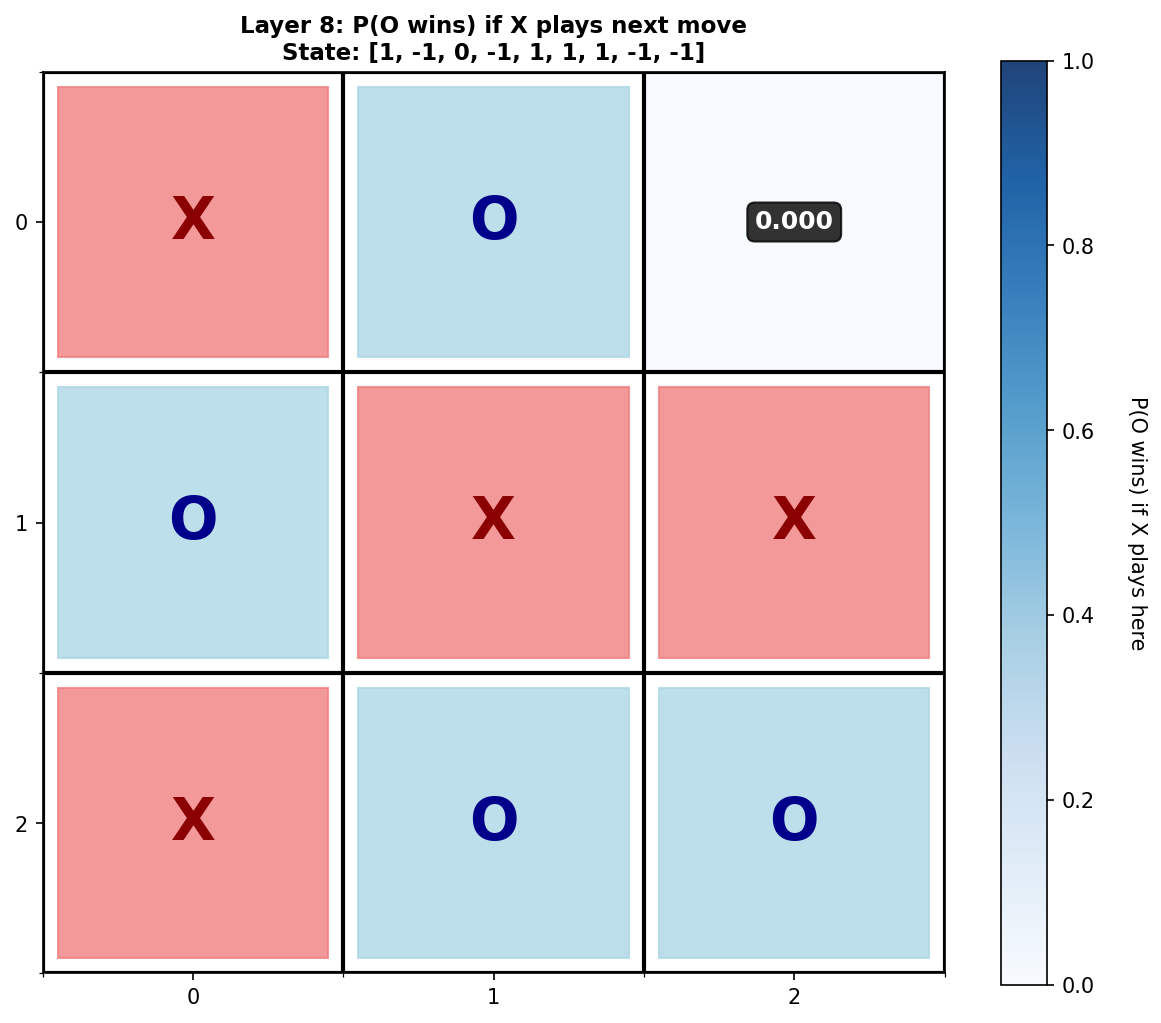 Layer 8: P(O wins) if X plays next move
State: [1, -1, 0, -1, 1, 1, 1, -1, -1]
0
X
O
0.000
1
O
X
X
2
X
O
O
0
1
2
1.0
0.8
0.6
0.4
0.2
0.0
P(O wins) if X plays here